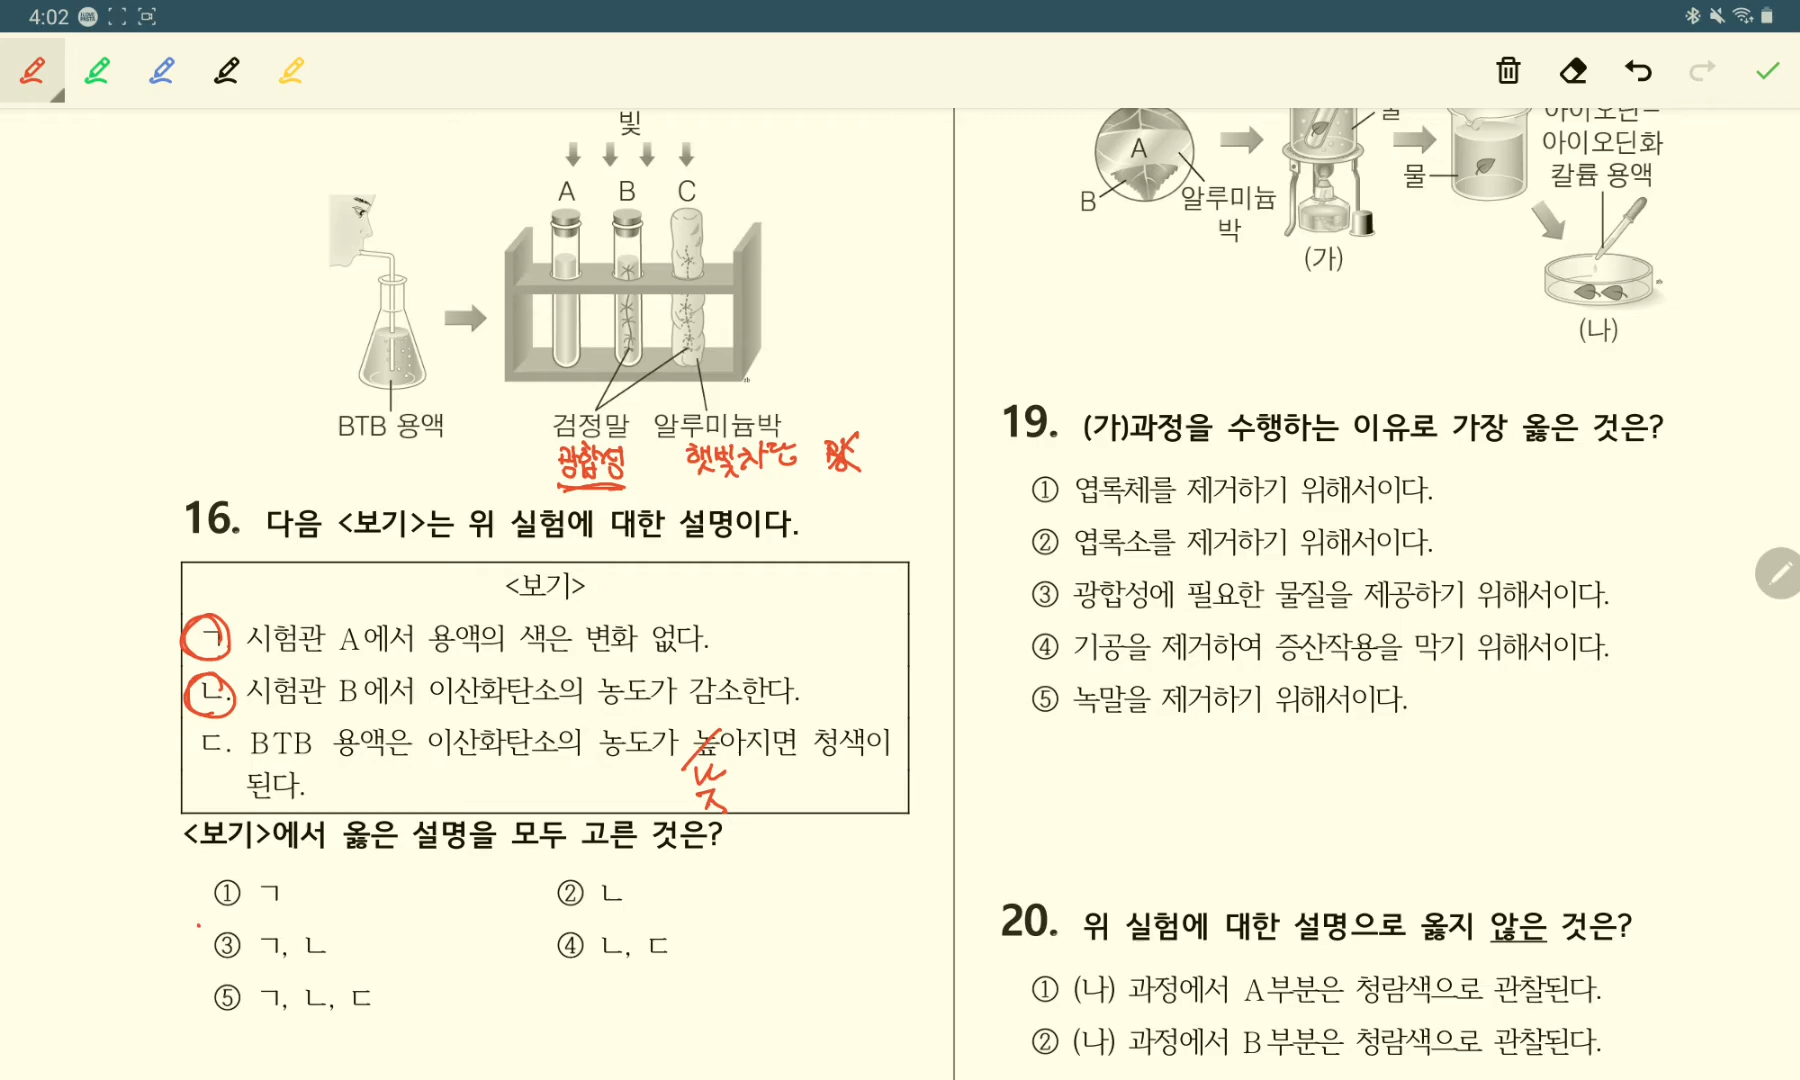 4:02
빛
A B C
BTB 용액
검정말
알루미늄박
광합성
햇빛차단
16. 다음 <보기>는 위 실험에 대한 설명이다.
<보기>
ㄱ. 시험관 A에서 용액의 색은 변화 없다.
ㄴ. 시험관 B에서 이산화탄소의 농도가 감소한다.
ㄷ. BTB 용액은 이산화탄소의 농도가 높아지면 청색이
된다.
낮
<보기>에서 옳은 설명을 모두 고른 것은?
① ㄱ
② ㄴ
③ ㄱ, ㄴ
④ ㄴ, ㄷ
⑤ ㄱ, ㄴ, ㄷ
A
B
알루미늄
박
물
(가)
물
아이오딘-
아이오딘화
칼륨 용액
(나)
19. (가)과정을 수행하는 이유로 가장 옳은 것은?
① 엽록체를 제거하기 위해서이다.
② 엽록소를 제거하기 위해서이다.
③ 광합성에 필요한 물질을 제공하기 위해서이다.
④ 기공을 제거하여 증산작용을 막기 위해서이다.
⑤ 녹말을 제거하기 위해서이다.
20. 위 실험에 대한 설명으로 옳지 않은 것은?
① (나) 과정에서 A부분은 청람색으로 관찰된다.
② (나) 과정에서 B부분은 청람색으로 관찰된다.